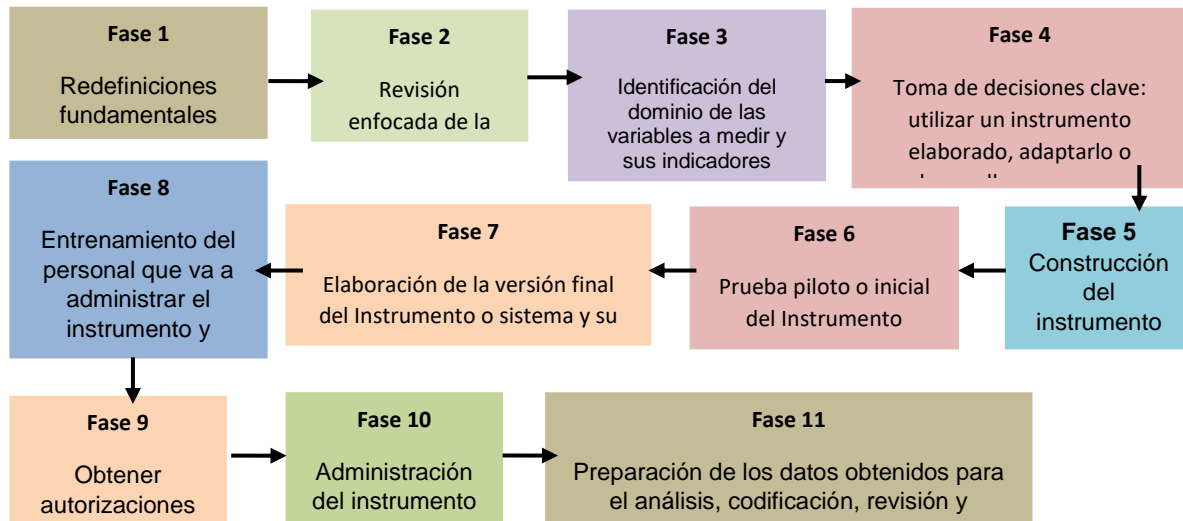 Fase 1
Redefiniciones
fundamentales
Fase 2
Revisión
enfocada de la
Fase 3
Identificación del
dominio de las
variables a medir y
sus indicadores
Fase 4
Toma de decisiones clave:
utilizar un instrumento
elaborado, adaptarlo o
Fase 5
Construcción
del
instrumento
Fase 6
Prueba piloto o inicial
del Instrumento
Fase 7
Elaboración de la versión final
del Instrumento o sistema y su
Fase 8
Entrenamiento del
personal que va a
administrar el
instrumento y
Fase 9
Obtener
autorizaciones
Fase 10
Administración
del instrumento
Fase 11
Preparación de los datos obtenidos para
el análisis, codificación, revisión y